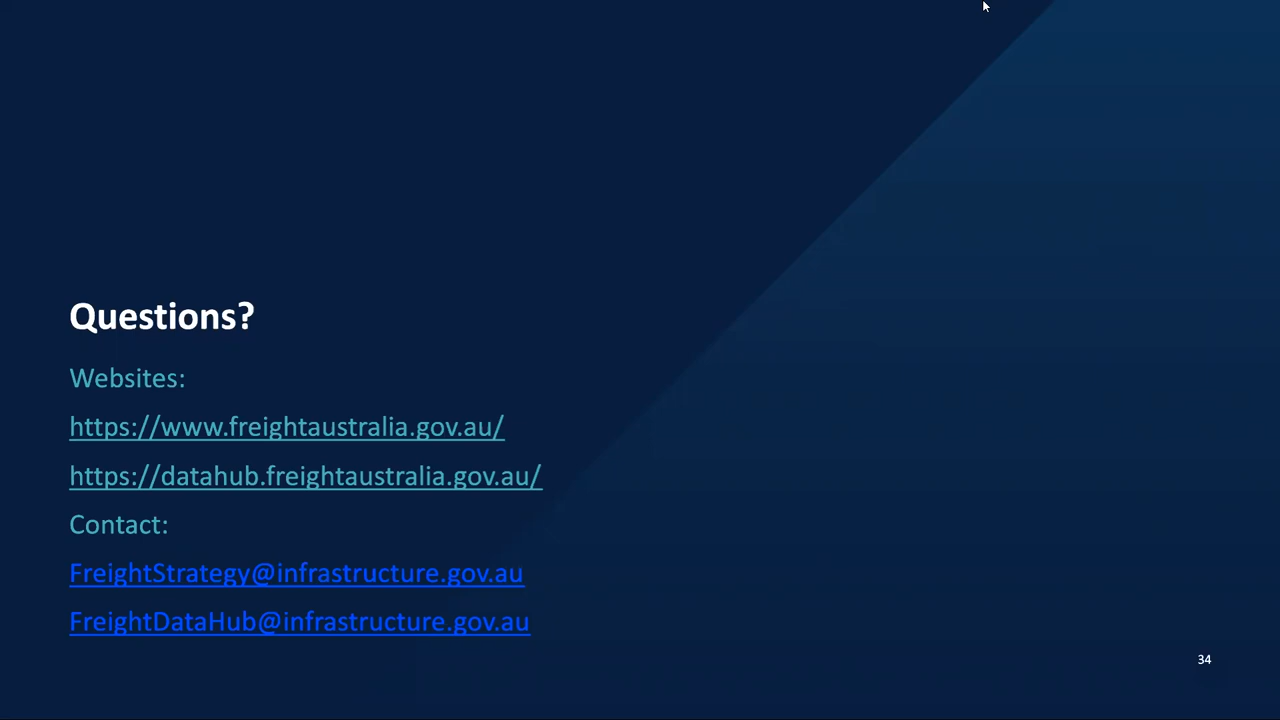 Questions?
Websites:
https://www.freightaustralia.gov.au/
https://datahub.freightaustralia.gov.au/
Contact:
FreightStrategy@infrastructure.gov.au
FreightDataHub@infrastructure.gov.au
34